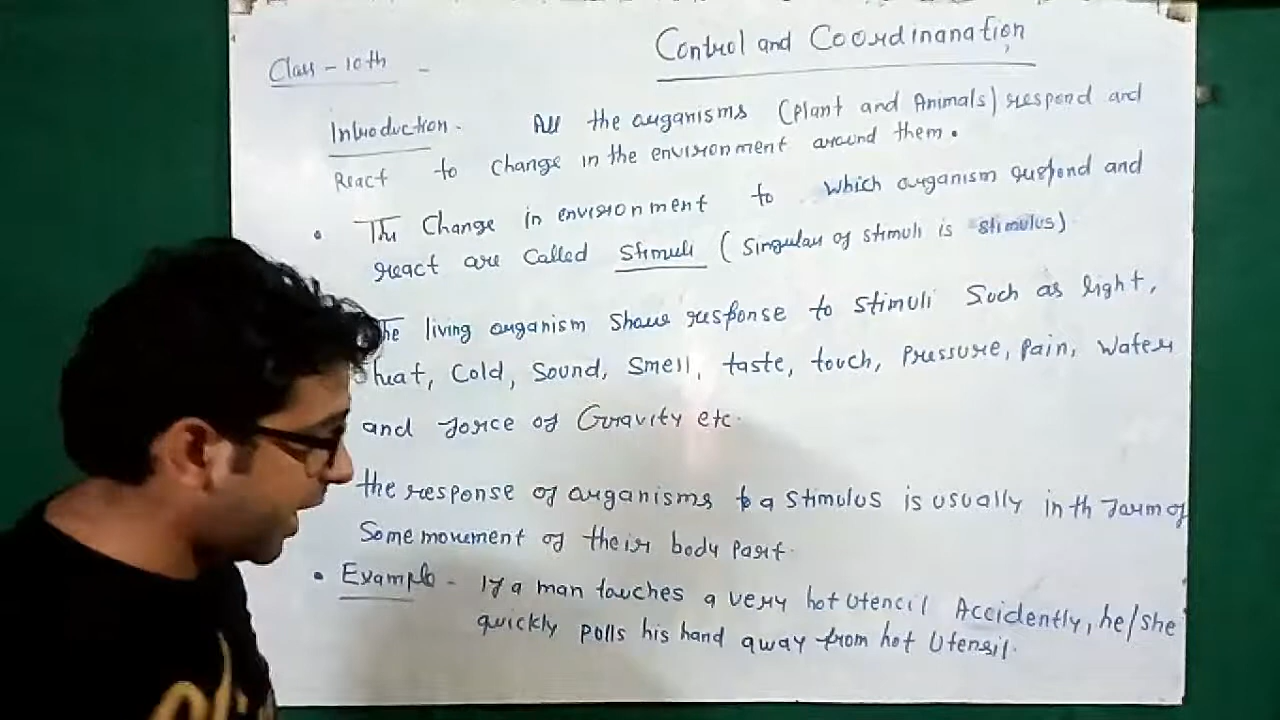 Class - 10th -
Control and Coordinanation
Introduction. All the organisms (Plant and Animals) respond and
React to change in the environment around them.
• The Change in environment to which organism respond and
react are called Stimuli (Singular of stimuli is stimulus)
The living organism show response to stimuli Such as light,
heat, Cold, Sound, Smell, taste, touch, Pressure, Pain, Water
and force of Gravity etc.
the response of organisms to a stimulus is usually in th form of
Some movement of their body Part.
• Example - If a man touches a very hot Utencil Accidently, he/she
quickly polls his hand away from hot Utensil.